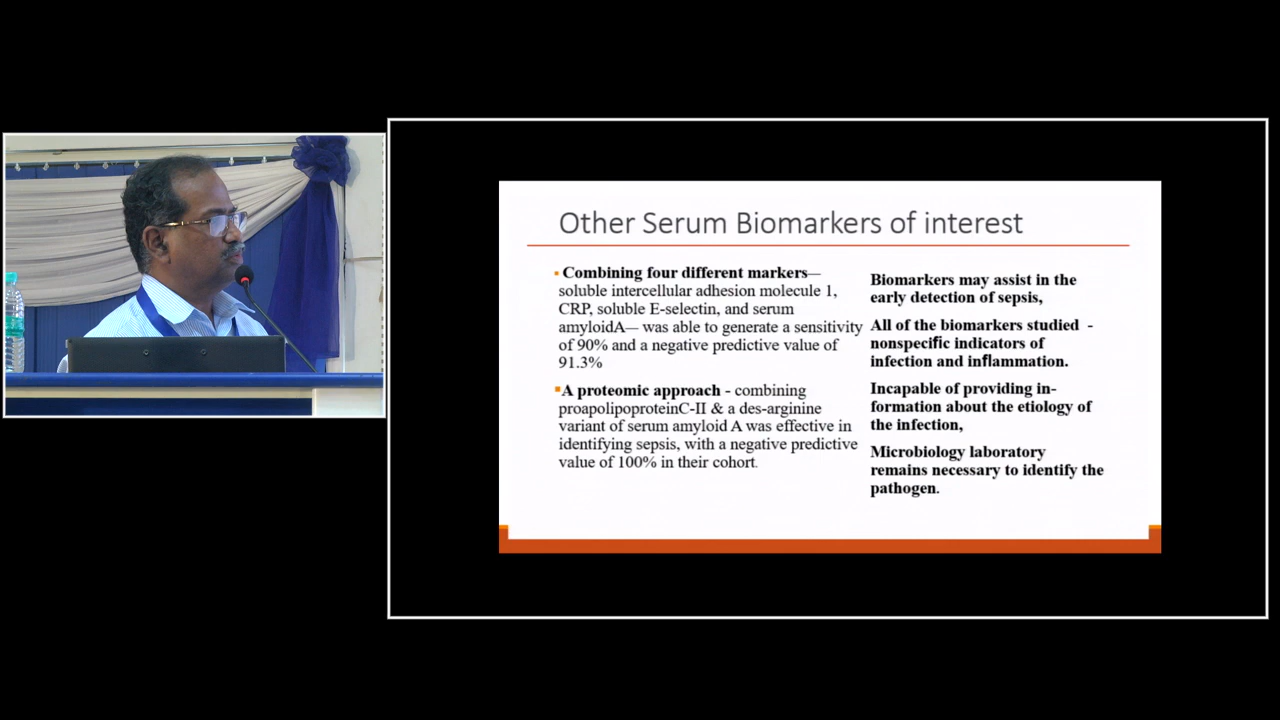 Other Serum Biomarkers of interest
▪ Combining four different markers—
soluble intercellular adhesion molecule 1,
CRP, soluble E-selectin, and serum
amyloidA— was able to generate a sensitivity
of 90% and a negative predictive value of
91.3%
▪A proteomic approach - combining
proapolipoproteinC-II & a des-arginine
variant of serum amyloid A was effective in
identifying sepsis, with a negative predictive
value of 100% in their cohort.
Biomarkers may assist in the
early detection of sepsis,
All of the biomarkers studied -
nonspecific indicators of
infection and inflammation.
Incapable of providing in-
formation about the etiology of
the infection,
Microbiology laboratory
remains necessary to identify the
pathogen.